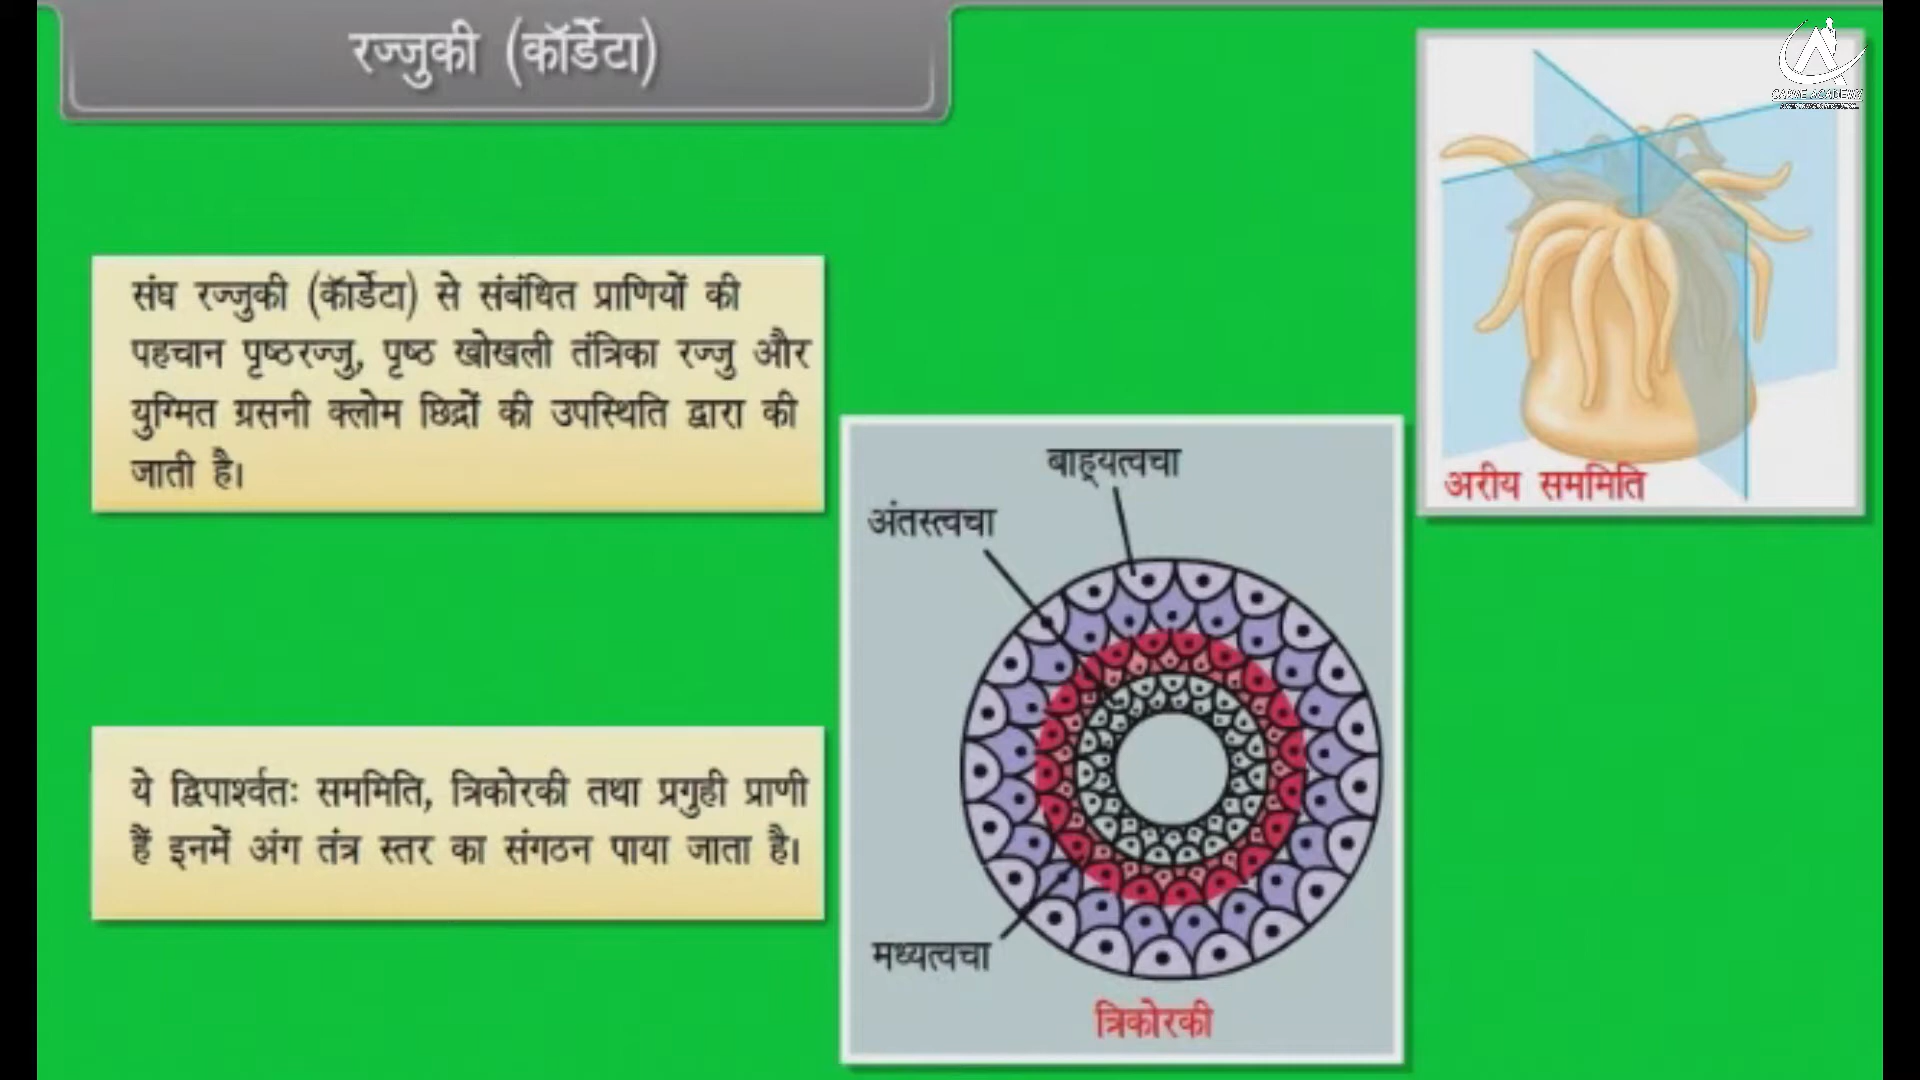 रज्जुकी (कॉर्डेटा)
संघ रज्जुकी (कॉर्डेटा) से संबंधित प्राणियों की
पहचान पृष्ठरज्जु, पृष्ठ खोखली तंत्रिका रज्जु और
युग्मित ग्रसनी क्लोम छिद्रों की उपस्थिति द्वारा की
जाती है।
ये द्विपार्श्वतः सममिति, त्रिकोरकी तथा प्रगुही प्राणी
हैं इनमें अंग तंत्र स्तर का संगठन पाया जाता है।
बाह्यत्वचा
अंतस्त्वचा
मध्यत्वचा
त्रिकोरकी
अरीय सममिति